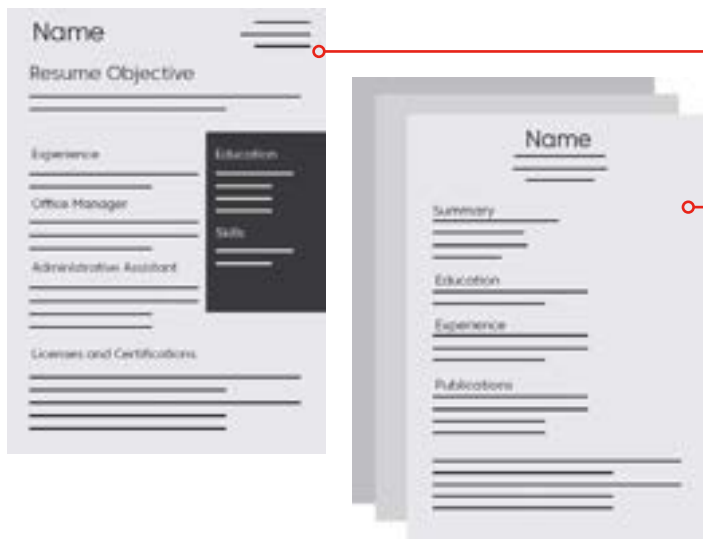 Name
Resume Objective
Experience
Office Manager
Administrative Assistant
Licenses and Certifications
Education
Skills
Name
Summary
Education
Experience
Publications